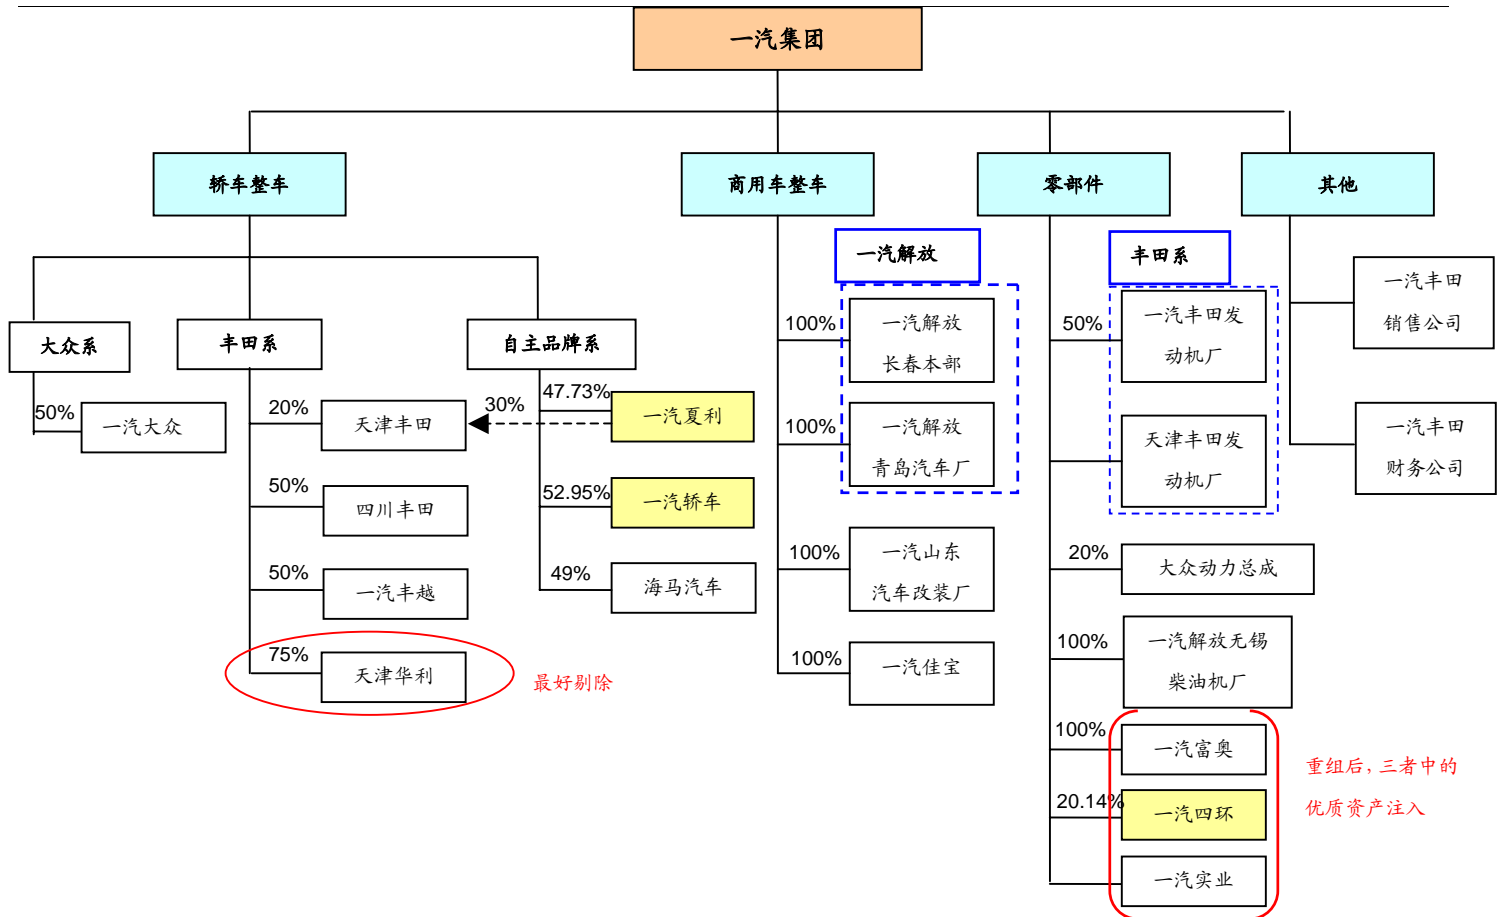 一汽集团
轿车整车
商用车整车
零部件
其他
大众系
50%
一汽大众
丰田系
20%
天津丰田
30%
50%
四川丰田
50%
一汽丰越
75%
天津华利
最好剔除
自主品牌系
47.73%
一汽夏利
52.95%
一汽轿车
49%
海马汽车
一汽解放
100%
一汽解放
长春本部
100%
一汽解放
青岛汽车厂
100%
一汽山东
汽车改装厂
100%
一汽佳宝
丰田系
50%
一汽丰田发
动机厂
天津丰田发
动机厂
20%
大众动力总成
100%
一汽解放无锡
柴油机厂
100%
一汽富奥
20.14%
一汽四环
一汽实业
重组后，三者中的
优质资产注入
一汽丰田
销售公司
一汽丰田
财务公司